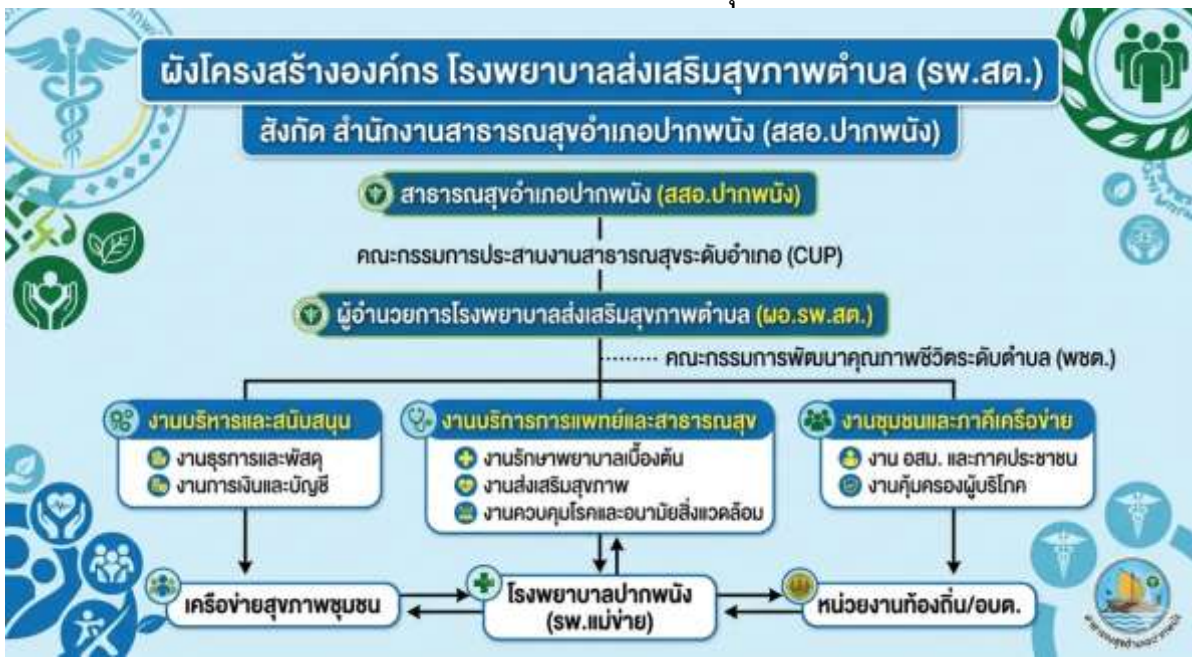 ผังโครงสร้างองค์กร โรงพยาบาลส่งเสริมสุขภาพตำบล (รพ.สต.)
สังกัด สำนักงานสาธารณสุขอำเภอปากพนัง (สสอ.ปากพนัง)
สาธารณสุขอำเภอปากพนัง (สสอ.ปากพนัง)
คณะกรรมการประสานงานสาธารณสุขระดับอำเภอ (CUP)
ผู้อำนวยการโรงพยาบาลส่งเสริมสุขภาพตำบล (ผอ.รพ.สต.)
คณะกรรมการพัฒนาคุณภาพชีวิตระดับตำบล (พชต.)
งานบริหารและสนับสนุน
งานธุรการและพัสดุ
งานการเงินและบัญชี
งานบริการการแพทย์และสาธารณสุข
งานรักษาพยาบาลเบื้องต้น
งานส่งเสริมสุขภาพ
งานควบคุมโรคและอนามัยสิ่งแวดล้อม
งานชุมชนและภาคีเครือข่าย
งาน อสม. และภาคประชาชน
งานคุ้มครองผู้บริโภค
เครือข่ายสุขภาพชุมชน
โรงพยาบาลปากพนัง
(รพ.แม่ข่าย)
หน่วยงานท้องถิ่น/อบต.